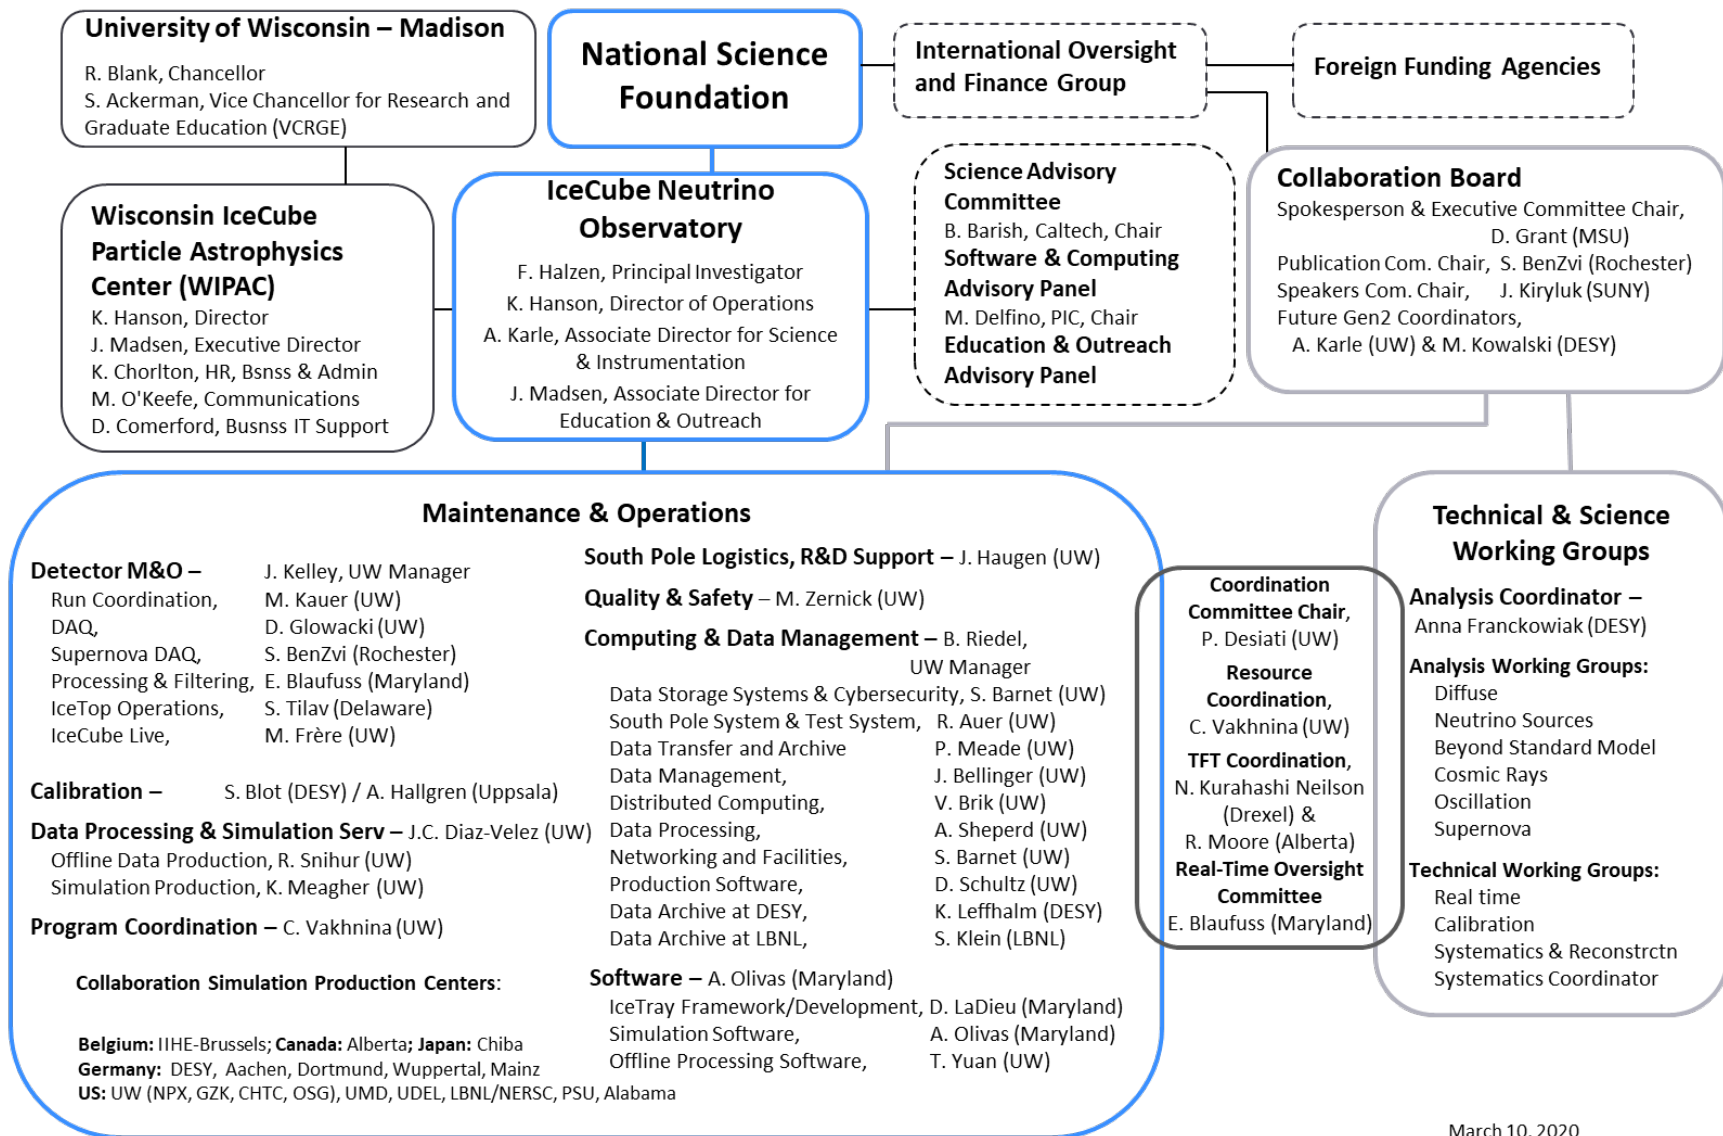 University of Wisconsin – Madison
R. Blank, Chancellor
S. Ackerman, Vice Chancellor for Research and
Graduate Education (VCRGE)
National Science
Foundation
International Oversight
and Finance Group
Foreign Funding Agencies
Wisconsin IceCube
Particle Astrophysics
Center (WIPAC)
K. Hanson, Director
J. Madsen, Executive Director
K. Chorlton, HR, Bsnss & Admin
M. O'Keefe, Communications
D. Comerford, Busnss IT Support
IceCube Neutrino
Observatory
F. Halzen, Principal Investigator
K. Hanson, Director of Operations
A. Karle, Associate Director for Science
& Instrumentation
J. Madsen, Associate Director for
Education & Outreach
Science Advisory
Committee
B. Barish, Caltech, Chair
Software & Computing
Advisory Panel
M. Delfino, PIC, Chair
Education & Outreach
Advisory Panel
Collaboration Board
Spokesperson & Executive Committee Chair,
D. Grant (MSU)
Publication Com. Chair, S. BenZvi (Rochester)
Speakers Com. Chair, J. Kiryluk (SUNY)
Future Gen2 Coordinators,
A. Karle (UW) & M. Kowalski (DESY)
Maintenance & Operations
Detector M&O – J. Kelley, UW Manager
Run Coordination, M. Kauer (UW)
DAQ, D. Glowacki (UW)
Supernova DAQ, S. BenZvi (Rochester)
Processing & Filtering, E. Blaufuss (Maryland)
IceTop Operations, S. Tilav (Delaware)
IceCube Live, M. Frère (UW)
Calibration – S. Blot (DESY) / A. Hallgren (Uppsala)
Data Processing & Simulation Serv – J.C. Diaz-Velez (UW)
Offline Data Production, R. Snihur (UW)
Simulation Production, K. Meagher (UW)
Program Coordination – C. Vakhnina (UW)
Collaboration Simulation Production Centers:
Belgium: IIHE-Brussels; Canada: Alberta; Japan: Chiba
Germany: DESY, Aachen, Dortmund, Wuppertal, Mainz
US: UW (NPX, GZK, CHTC, OSG), UMD, UDEL, LBNL/NERSC, PSU, Alabama
South Pole Logistics, R&D Support – J. Haugen (UW)
Quality & Safety – M. Zernick (UW)
Computing & Data Management – B. Riedel,
UW Manager
Data Storage Systems & Cybersecurity, S. Barnet (UW)
South Pole System & Test System, R. Auer (UW)
Data Transfer and Archive P. Meade (UW)
Data Management, J. Bellinger (UW)
Distributed Computing, V. Brik (UW)
Data Processing, A. Sheperd (UW)
Networking and Facilities, S. Barnet (UW)
Production Software, D. Schultz (UW)
Data Archive at DESY, K. Leffhalm (DESY)
Data Archive at LBNL, S. Klein (LBNL)
Software – A. Olivas (Maryland)
IceTray Framework/Development, D. LaDieu (Maryland)
Simulation Software, A. Olivas (Maryland)
Offline Processing Software, T. Yuan (UW)
Coordination
Committee Chair,
P. Desiati (UW)
Resource
Coordination,
C. Vakhnina (UW)
TFT Coordination,
N. Kurahashi Neilson
(Drexel) &
R. Moore (Alberta)
Real-Time Oversight
Committee
E. Blaufuss (Maryland)
Technical & Science
Working Groups
Analysis Coordinator –
Anna Franckowiak (DESY)
Analysis Working Groups:
Diffuse
Neutrino Sources
Beyond Standard Model
Cosmic Rays
Oscillation
Supernova
Technical Working Groups:
Real time
Calibration
Systematics & Reconstrctn
Systematics Coordinator
March 10, 2020